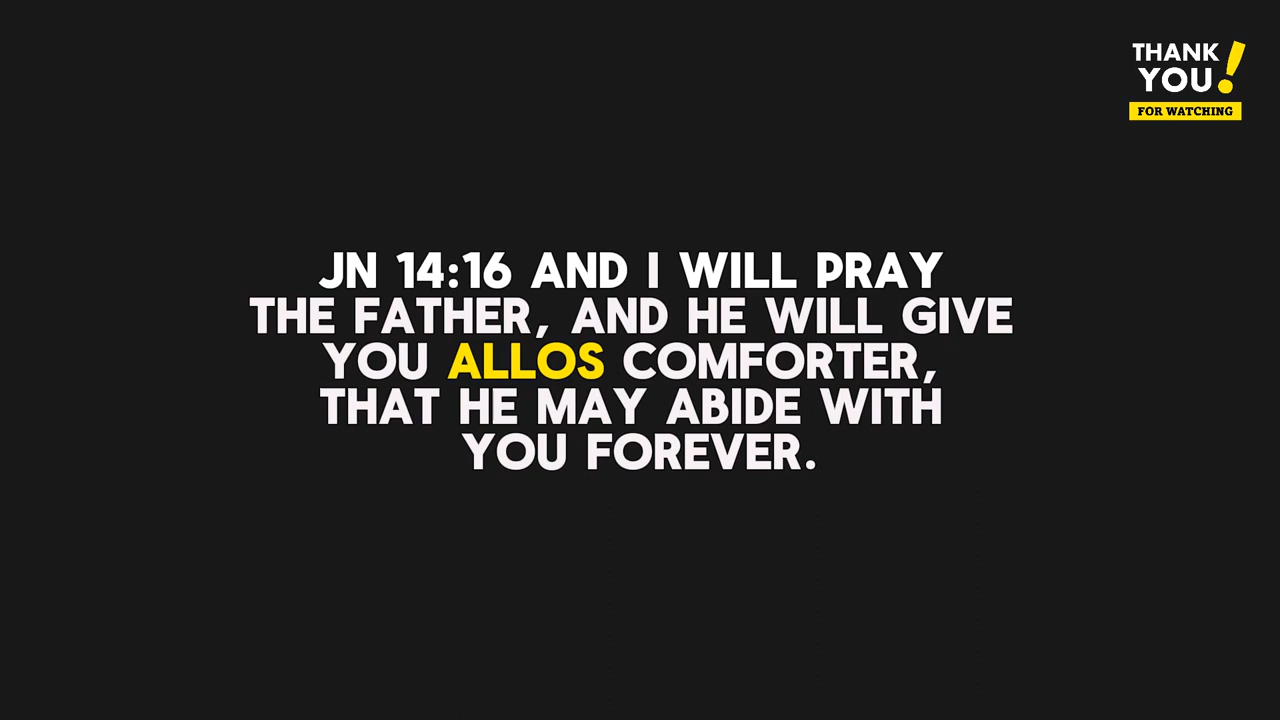 THANK
YOU!
FOR WATCHING
JN 14:16 AND I WILL PRAY
THE FATHER, AND HE WILL GIVE
YOU ALLOS COMFORTER,
THAT HE MAY ABIDE WITH
YOU FOREVER.